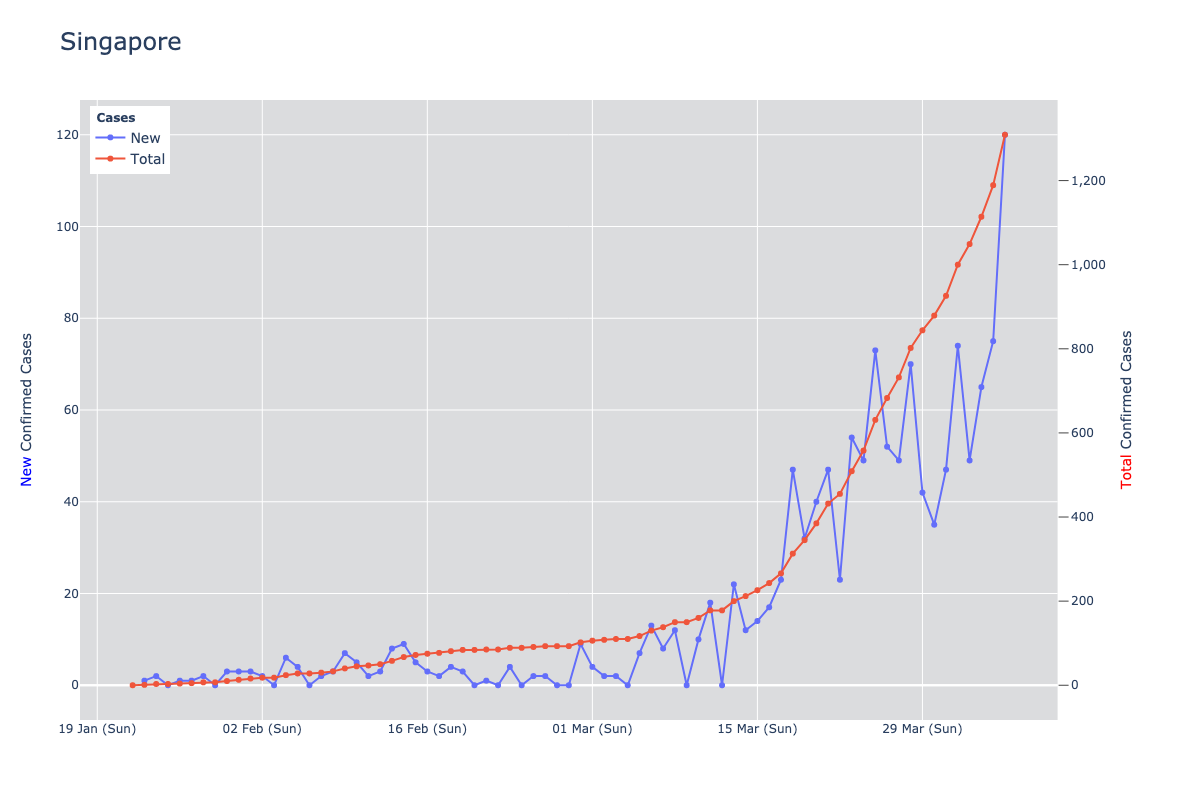 Singapore
Cases
New
Total
120
100
80
60
40
20
0
1,200
1,000
800
600
400
200
0
New Confirmed Cases
Total Confirmed Cases
19 Jan (Sun)
02 Feb (Sun)
16 Feb (Sun)
01 Mar (Sun)
15 Mar (Sun)
29 Mar (Sun)